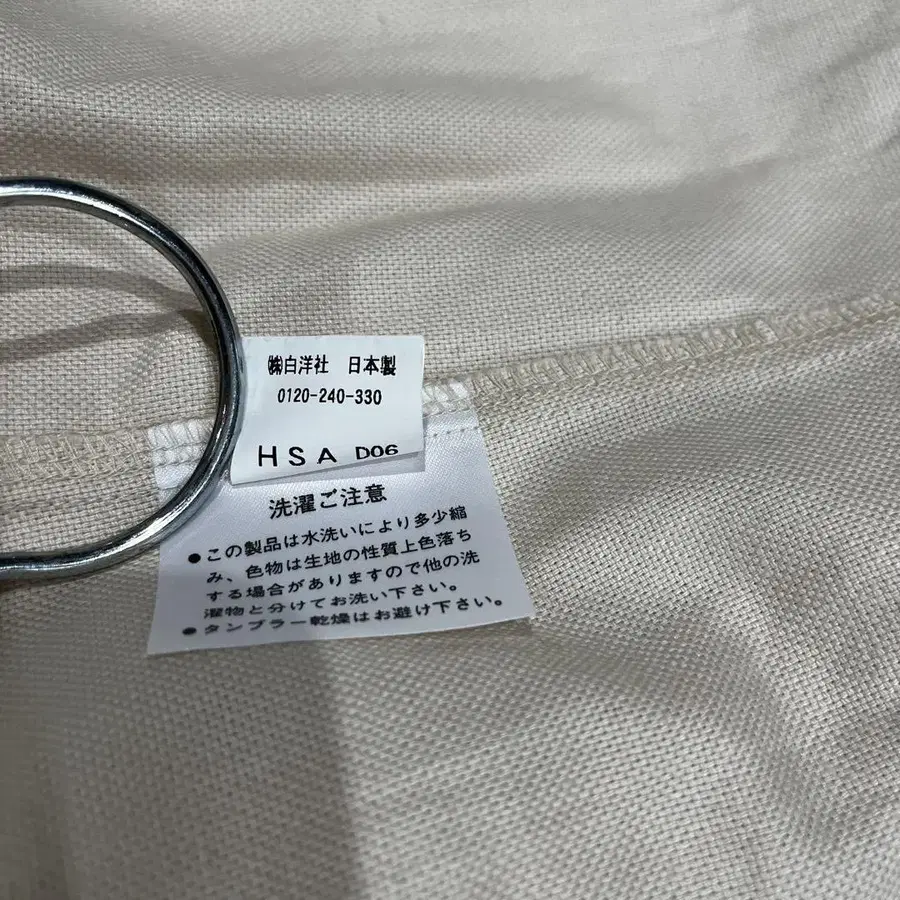 ㈱白洋社 日本製
0120-240-330
HSA D06
洗濯ご注意
●この製品は水洗いにより多少縮
み、色物は生地の性質上色落ち
する場合がありますので他の洗
濯物と分けてお洗い下さい。
●タンブラー乾燥はお避け下さい。